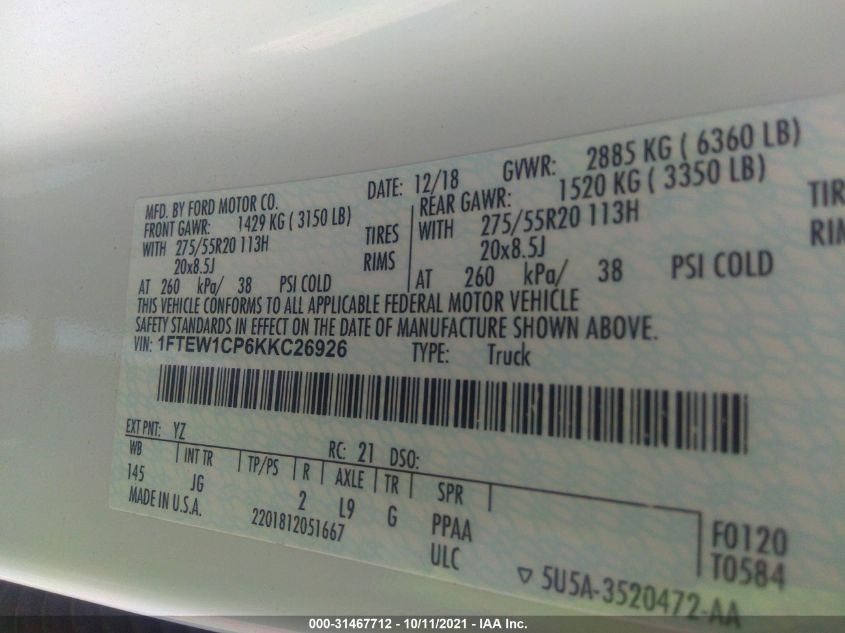 MFD. BY FORD MOTOR CO.
DATE: 12/18 GVWR: 2885 KG ( 6360 LB)
FRONT GAWR: 1429 KG ( 3150 LB)
WITH 275/55R20 113H TIRES
20x8.5J RIMS
AT 260 kPa/ 38 PSI COLD
REAR GAWR: 1520 KG ( 3350 LB)
WITH 275/55R20 113H TIRES
20x8.5J RIM
AT 260 kPa/ 38 PSI COLD
THIS VEHICLE CONFORMS TO ALL APPLICABLE FEDERAL MOTOR VEHICLE
SAFETY STANDARDS IN EFFECT ON THE DATE OF MANUFACTURE SHOWN ABOVE.
VIN: 1FTEW1CP6KKC26926 TYPE: Truck
EXT PNT: YZ RC: 21 DSO:
WB INT TR TP/PS R AXLE TR SPR
145 JG 2 L9 G PPAA
MADE IN U.S.A. 2201812051667 ULC
F0120
T0584
5U5A-3520472-AA
000-31467712 - 10/11/2021 - IAA Inc.